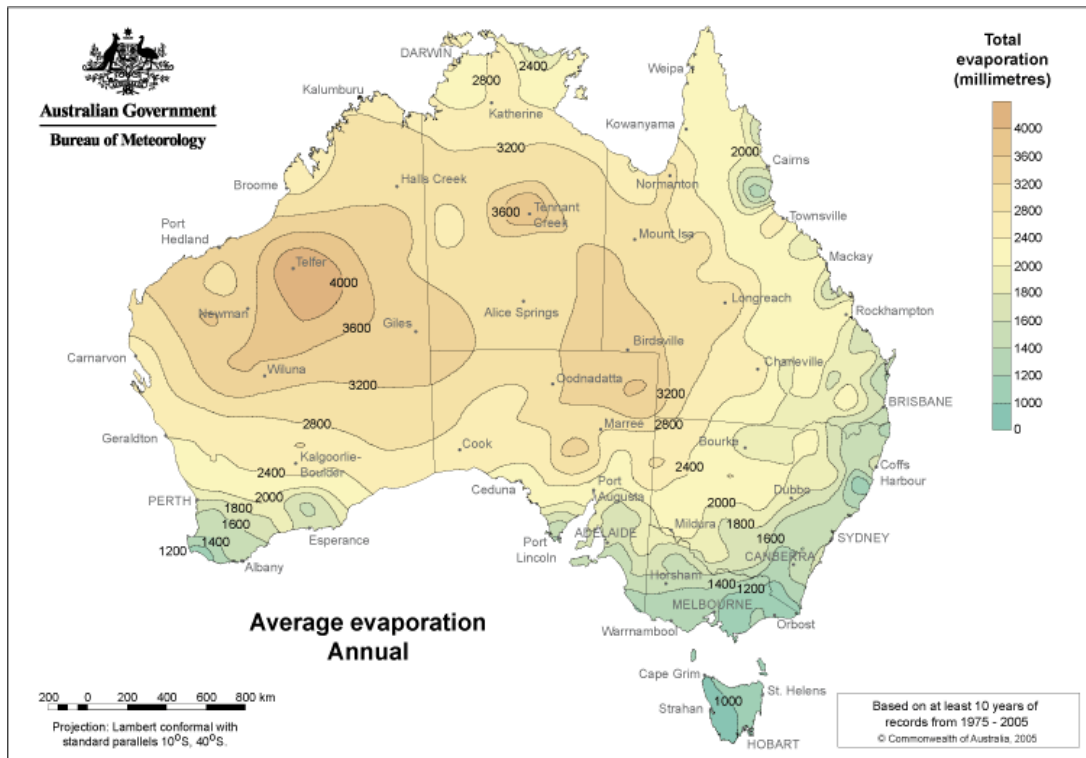 Australian Government
Bureau of Meteorology
Total
evaporation
(millimetres)
4000
3600
3200
2800
2400
2000
1800
1600
1400
1200
1000
0
DARWIN
2400
2800
Weipa
Kalumburu
Katherine
Kowanyama
3200
2000
Cairns
Broome
Halls Creek
Normanton
3600
Tennant
Creek
Townsville
Port
Hedland
Mount Isa
Telfer
Mackay
4000
Newman
Alice Springs
Longreach
Rockhampton
3600
Giles
Birdsville
Carnarvon
Charleville
Wiluna
3200
Oodnadatta
3200
BRISBANE
2800
Marree
2800
Geraldton
Cook
Bourke
Kalgoorlie-
Boulder
2400
2400
Coffs
Harbour
PERTH
2000
Ceduna
Port
Augusta
Dubbo
1800
2000
1600
Mildura
1800
1400
Esperance
Port
Lincoln
ADELAIDE
1600
SYDNEY
1200
Albany
CANBERRA
Horsham
1400
1200
MELBOURNE
Warrnambool
Orbost
Average evaporation
Annual
Cape Grim
St. Helens
1000
Strahan
HOBART
200 0 200 400 600 800 km
Projection: Lambert conformal with
standard parallels 10°S, 40°S.
Based on at least 10 years of
records from 1975 - 2005
© Commonwealth of Australia, 2005